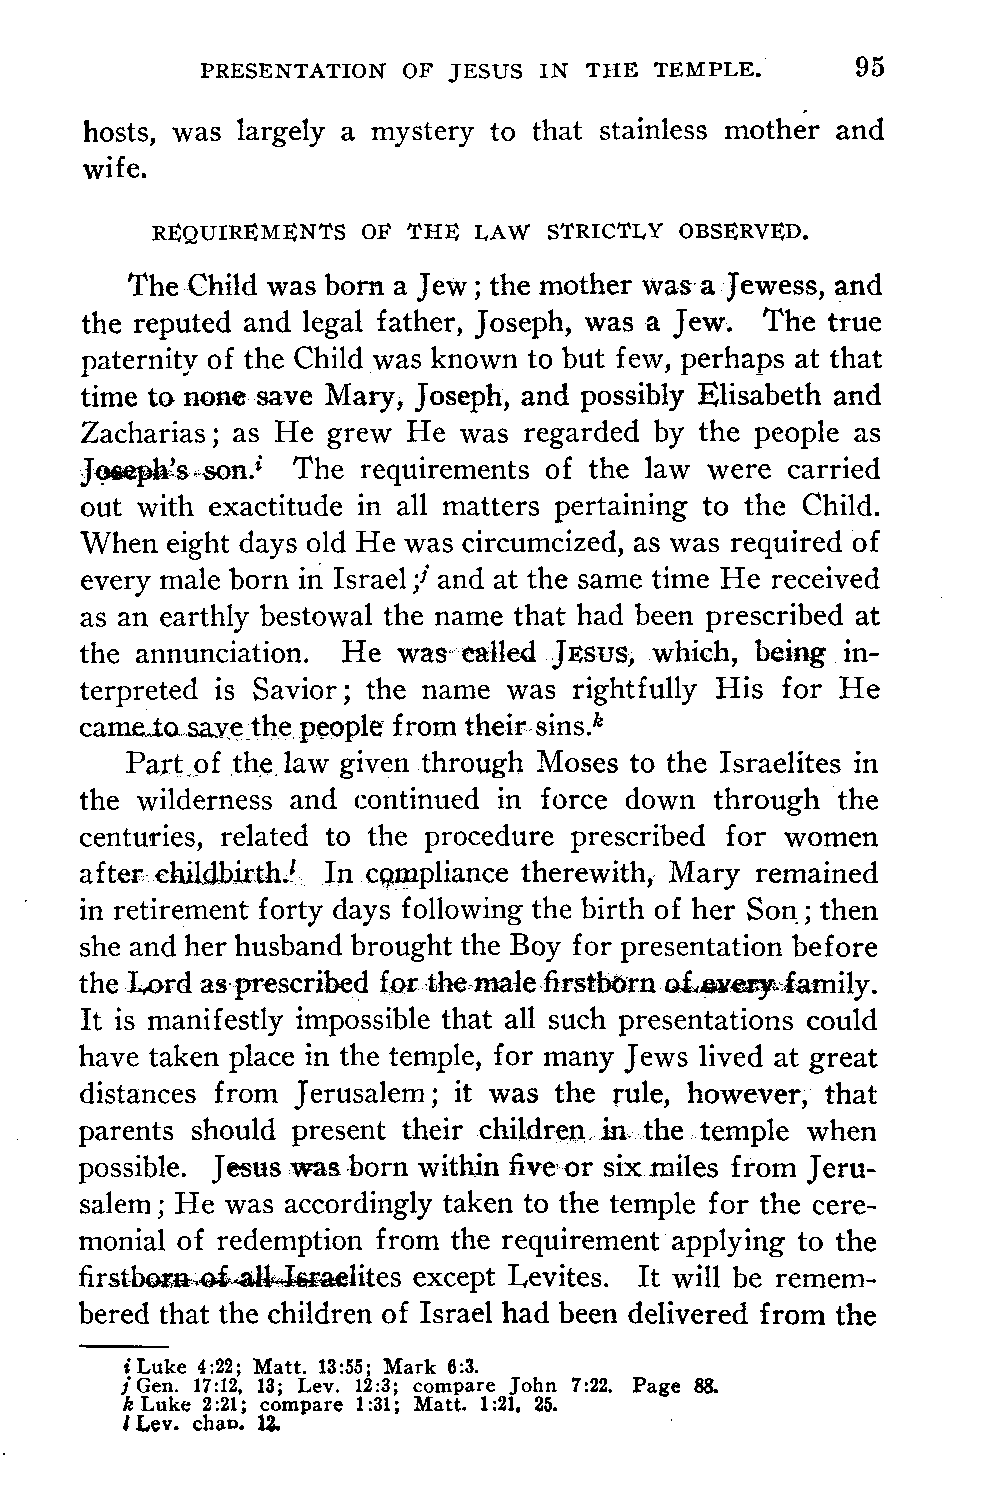 PRESENTATION OF JESUS IN THE TEMPLE. 95
hosts, was largely a mystery to that stainless mother and
wife.
REQUIREMENTS OF THE LAW STRICTLY OBSERVED.
The Child was born a Jew; the mother was a Jewess, and
the reputed and legal father, Joseph, was a Jew. The true
paternity of the Child was known to but few, perhaps at that
time to none save Mary, Joseph, and possibly Elisabeth and
Zacharias; as He grew He was regarded by the people as
Joseph's son.i The requirements of the law were carried
out with exactitude in all matters pertaining to the Child.
When eight days old He was circumcized, as was required of
every male born in Israel;j and at the same time He received
as an earthly bestowal the name that had been prescribed at
the annunciation. He was called JESUS, which, being in-
terpreted is Savior; the name was rightfully His for He
came to save the people from their sins.k
Part of the law given through Moses to the Israelites in
the wilderness and continued in force down through the
centuries, related to the procedure prescribed for women
after childbirth.l In compliance therewith, Mary remained
in retirement forty days following the birth of her Son; then
she and her husband brought the Boy for presentation before
the Lord as prescribed for the male firstborn of every family.
It is manifestly impossible that all such presentations could
have taken place in the temple, for many Jews lived at great
distances from Jerusalem; it was the rule, however, that
parents should present their children in the temple when
possible. Jesus was born within five or six miles from Jeru-
salem; He was accordingly taken to the temple for the cere-
monial of redemption from the requirement applying to the
firstborn of all Israelites except Levites. It will be remem-
bered that the children of Israel had been delivered from the
i Luke 4:22; Matt. 13:55; Mark 6:3.
j Gen. 17:12, 13; Lev. 12:3; compare John 7:22. Page 88.
k Luke 2:21; compare 1:31; Matt. 1:21, 25.
l Lev. chap. 12.